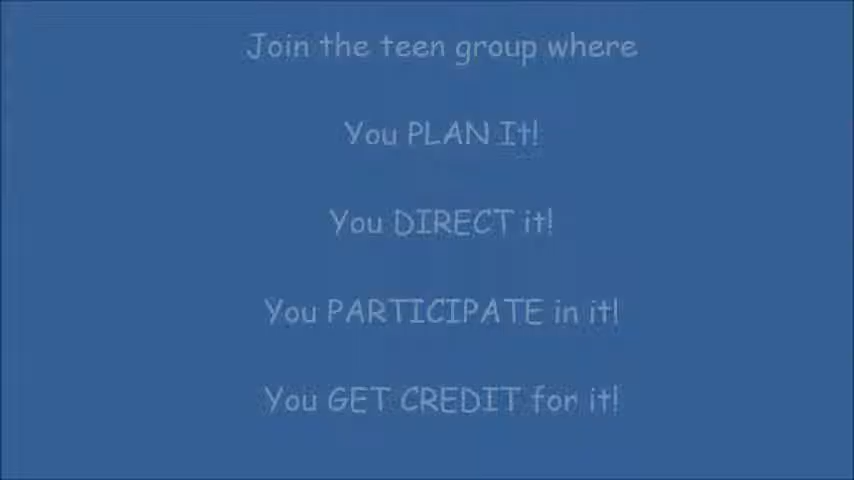 Join the teen group where
You PLAN It!
You DIRECT it!
You PARTICIPATE in it!
You GET CREDIT for it!